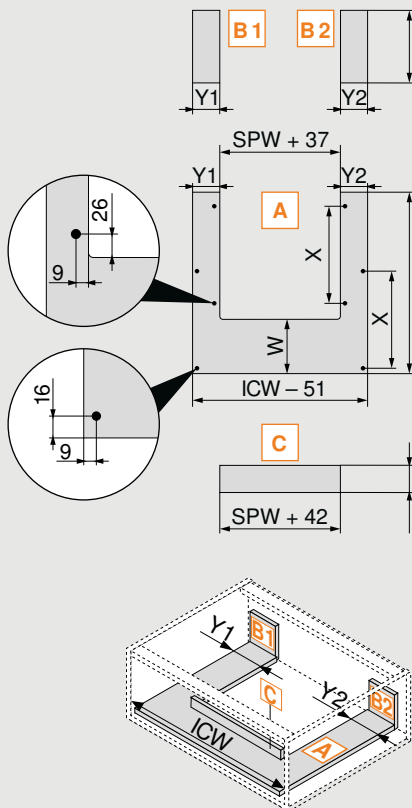 B1
B2
Y1
Y2
SPW + 37
Y1
Y2
A
26
9
X
X
W
ICW – 51
16
9
C
SPW + 42
Y1
B1
C
Y2
B2
ICW
A